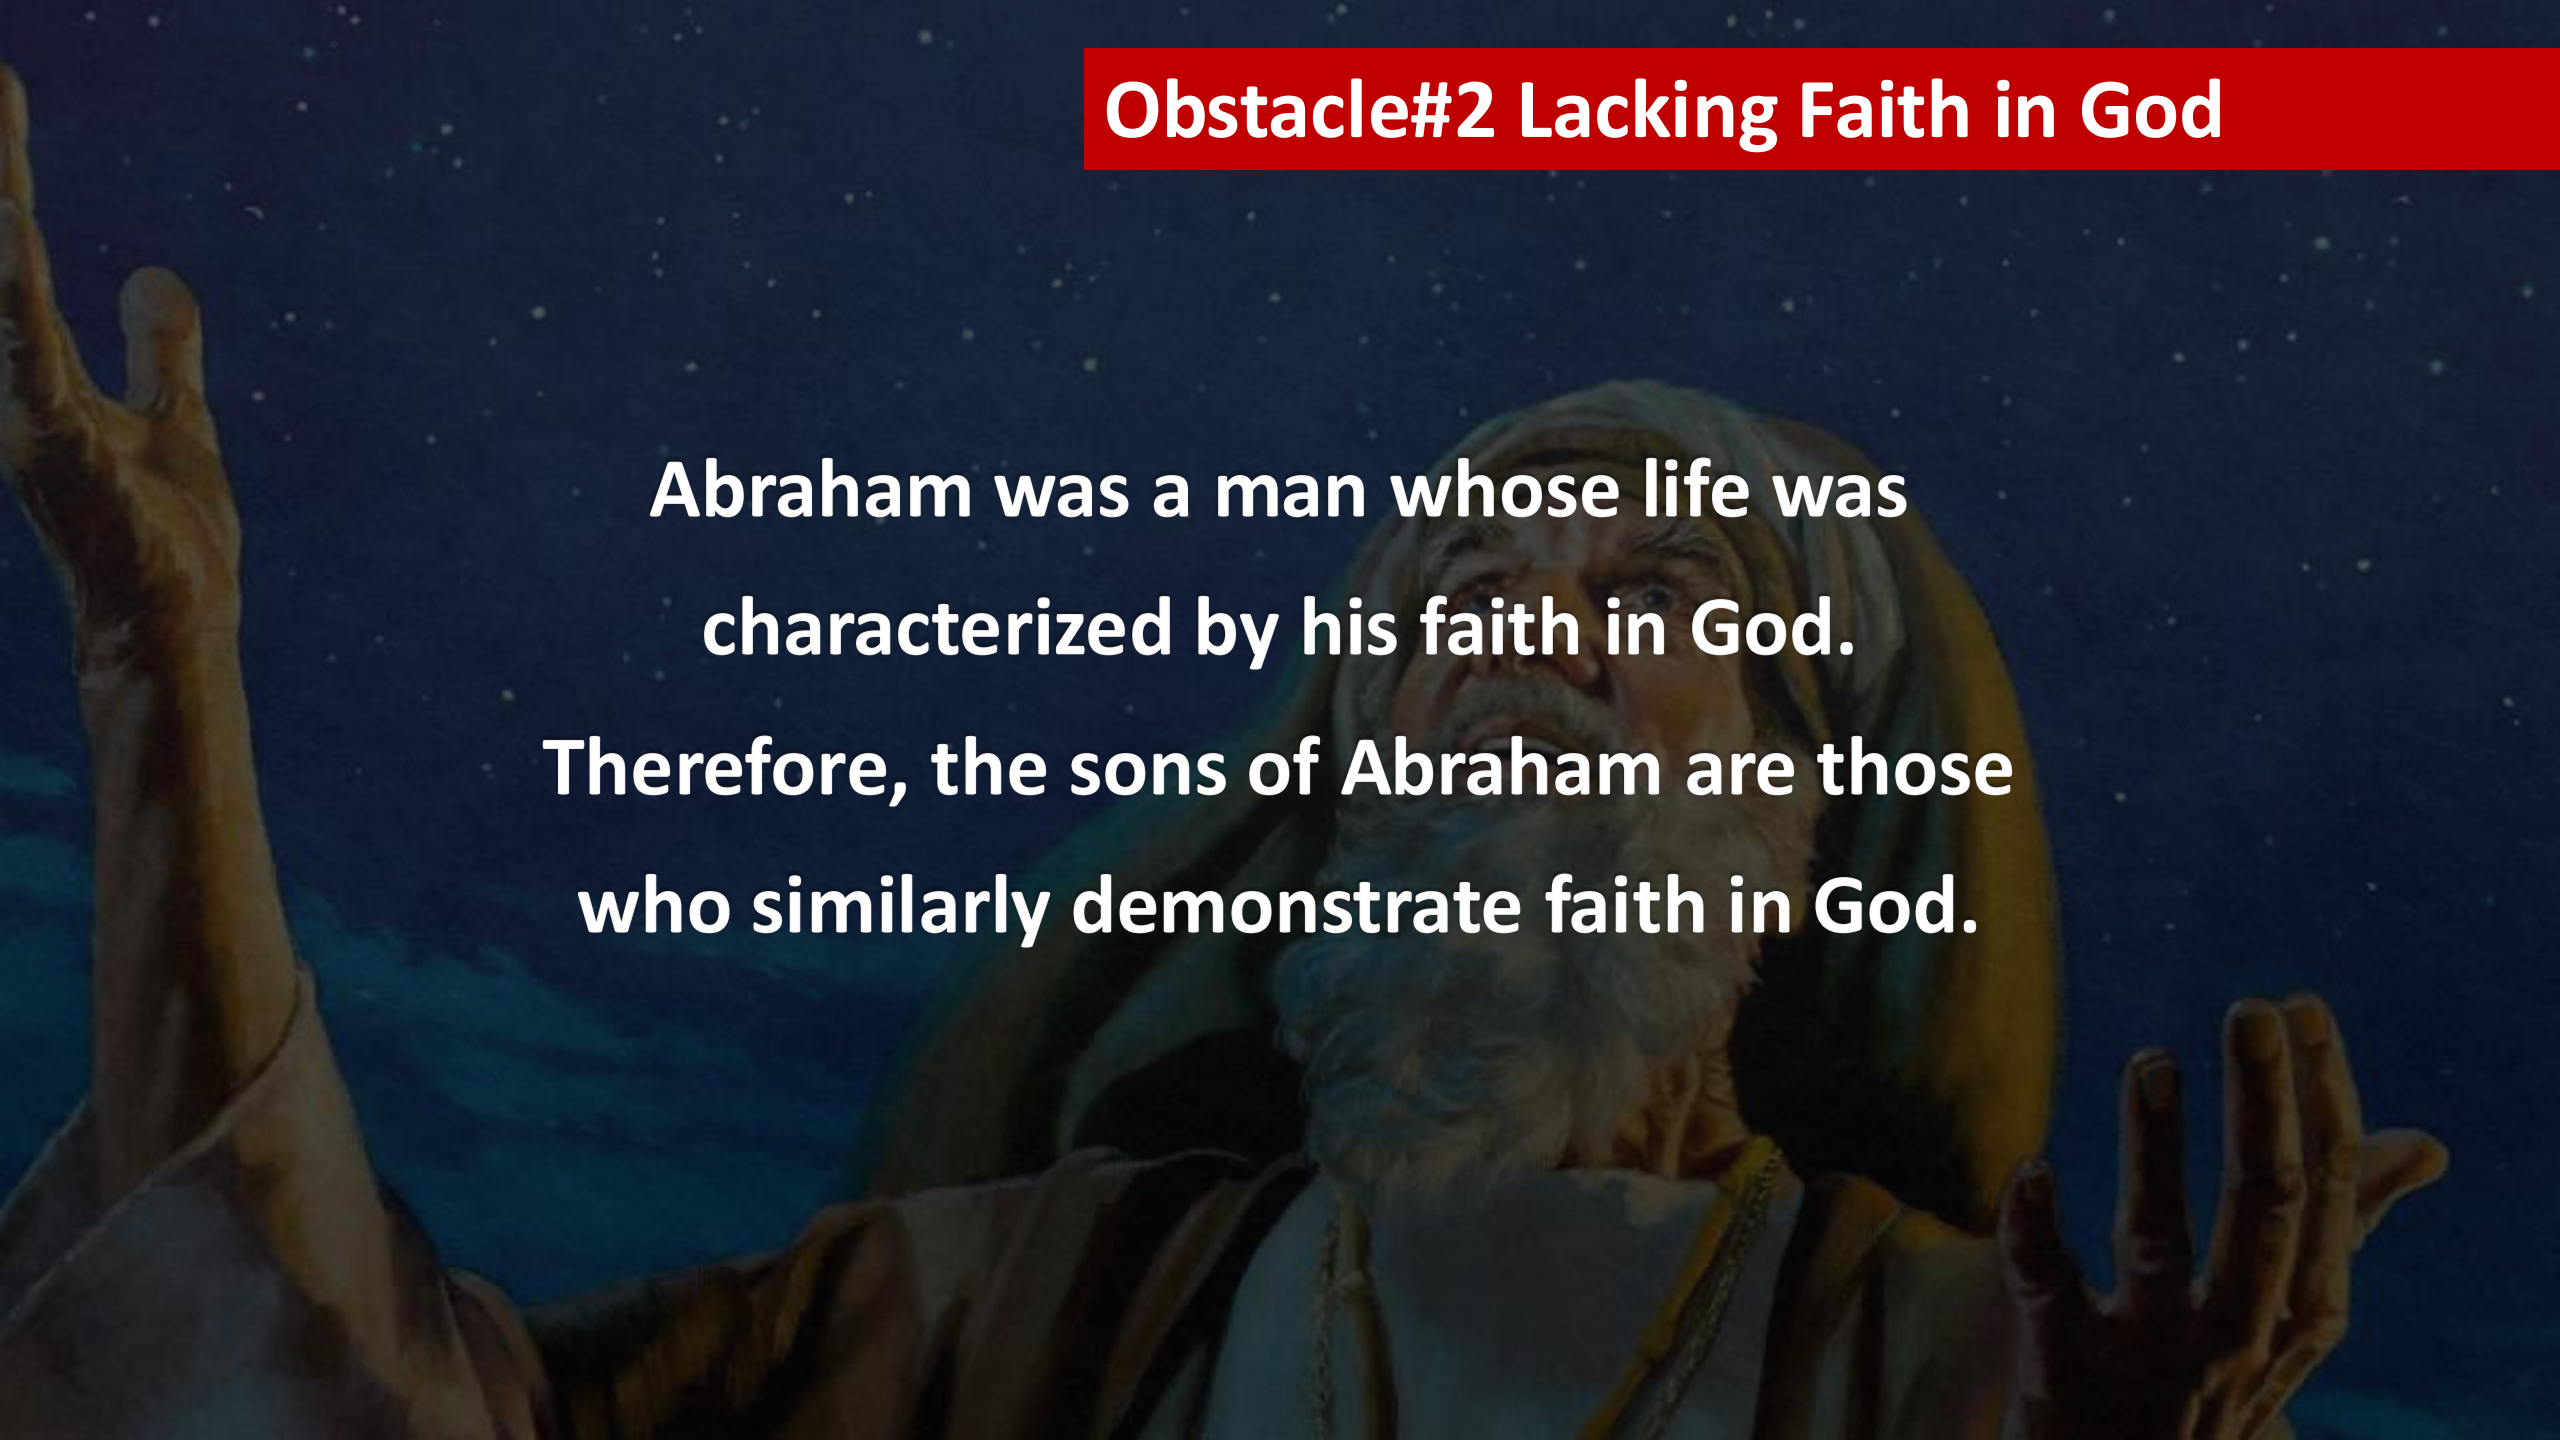 Obstacle#2 Lacking Faith in God
Abraham was a man whose life was
characterized by his faith in God.
Therefore, the sons of Abraham are those
who similarly demonstrate faith in God.